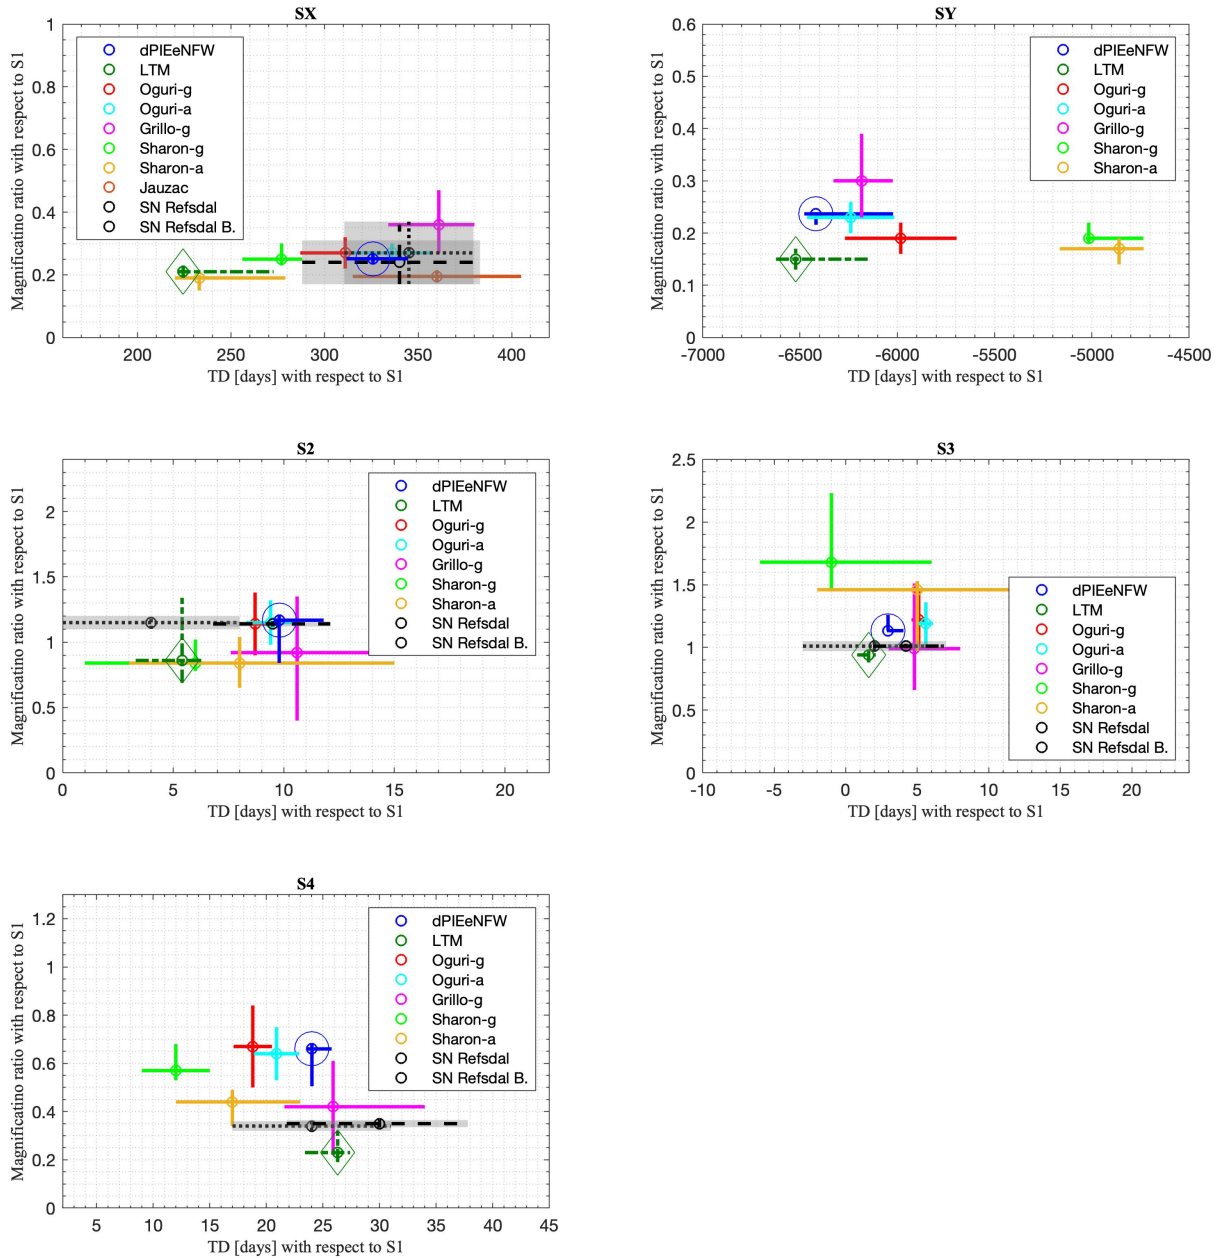 SX
Magnificatino ratio with respect to S1
1
0.8
0.6
0.4
0.2
0
dPIEeNFW
LTM
Oguri-g
Oguri-a
Grillo-g
Sharon-g
Sharon-a
Jauzac
SN Refsdal
SN Refsdal B.
200 250 300 350 400
TD [days] with respect to S1
SY
Magnificatino ratio with respect to S1
0.6
0.5
0.4
0.3
0.2
0.1
0
dPIEeNFW
LTM
Oguri-g
Oguri-a
Grillo-g
Sharon-g
Sharon-a
-7000 -6500 -6000 -5500 -5000 -4500
TD [days] with respect to S1
S2
Magnificatino ratio with respect to S1
2
1.5
1
0.5
0
dPIEeNFW
LTM
Oguri-g
Oguri-a
Grillo-g
Sharon-g
Sharon-a
SN Refsdal
SN Refsdal B.
0 5 10 15 20
TD [days] with respect to S1
S3
Magnificatino ratio with respect to S1
2.5
2
1.5
1
0.5
0
dPIEeNFW
LTM
Oguri-g
Oguri-a
Grillo-g
Sharon-g
Sharon-a
SN Refsdal
SN Refsdal B.
-10 -5 0 5 10 15 20
TD [days] with respect to S1
S4
Magnificatino ratio with respect to S1
1.2
1
0.8
0.6
0.4
0.2
0
dPIEeNFW
LTM
Oguri-g
Oguri-a
Grillo-g
Sharon-g
Sharon-a
SN Refsdal
SN Refsdal B.
5 10 15 20 25 30 35 40 45
TD [days] with respect to S1